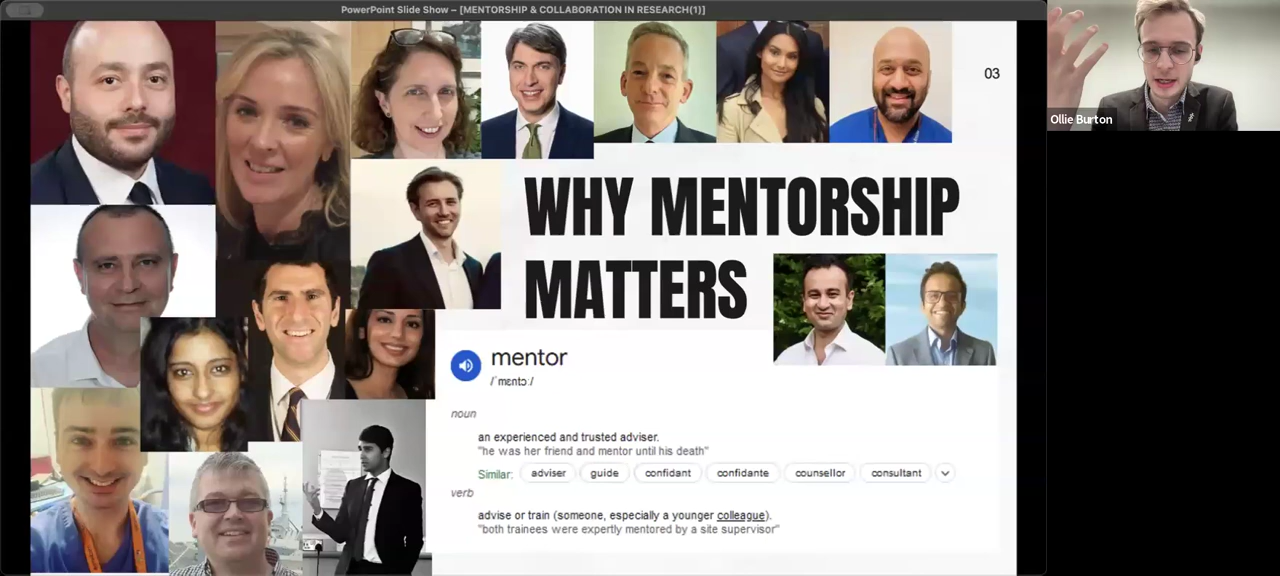 PowerPoint Slide Show – [MENTORSHIP & COLLABORATION IN RESEARCH(1)]
03
Ollie Burton
WHY MENTORSHIP
MATTERS
mentor
/ˈmɛntɔː/
noun
an experienced and trusted adviser.
"he was her friend and mentor until his death"
Similar: adviser guide confidant confidante counsellor consultant
verb
advise or train (someone, especially a younger colleague).
"both trainees were expertly mentored by a site supervisor"